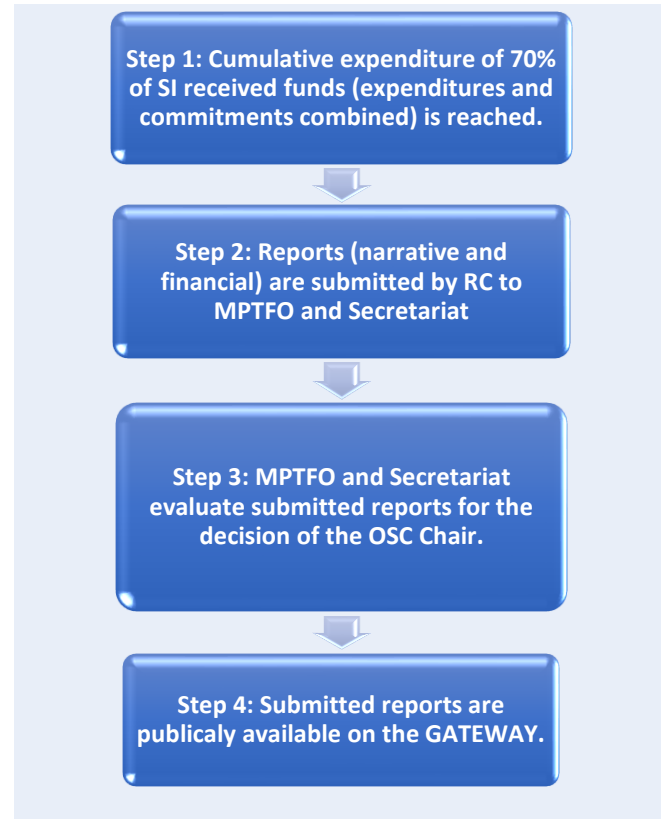 Step 1: Cumulative expenditure of 70%
of SI received funds (expenditures and
commitments combined) is reached.
Step 2: Reports (narrative and
financial) are submitted by RC to
MPTFO and Secretariat
Step 3: MPTFO and Secretariat
evaluate submitted reports for the
decision of the OSC Chair.
Step 4: Submitted reports are
publicaly available on the GATEWAY.